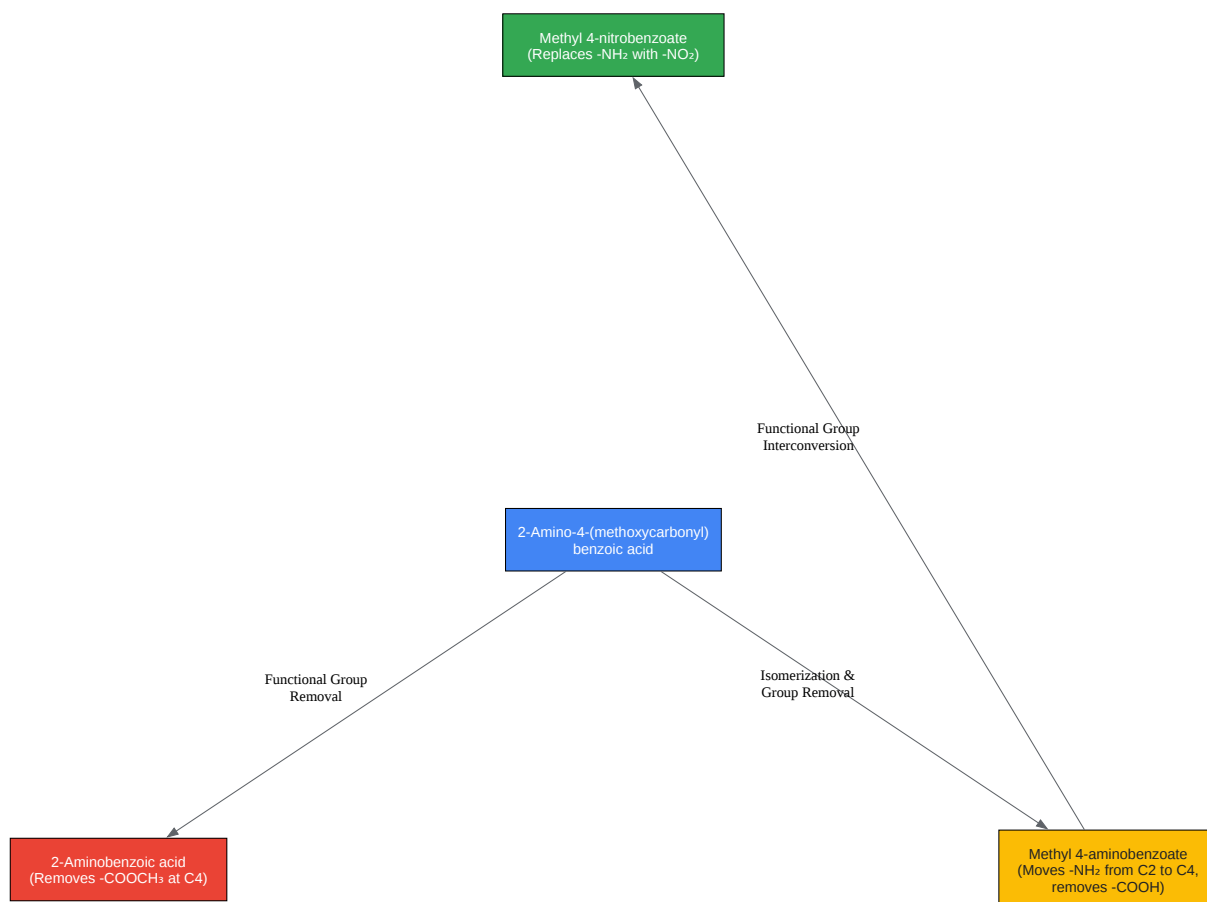 Methyl 4-nitrobenzoate
(Replaces -NH₂ with -NO₂)
Functional Group
Interconversion
2-Amino-4-(methoxycarbonyl)
benzoic acid
Functional Group
Removal
Isomerization &
Group Removal
2-Aminobenzoic acid
(Removes -COOCH₃ at C4)
Methyl 4-aminobenzoate
(Moves -NH₂ from C2 to C4,
removes -COOH)